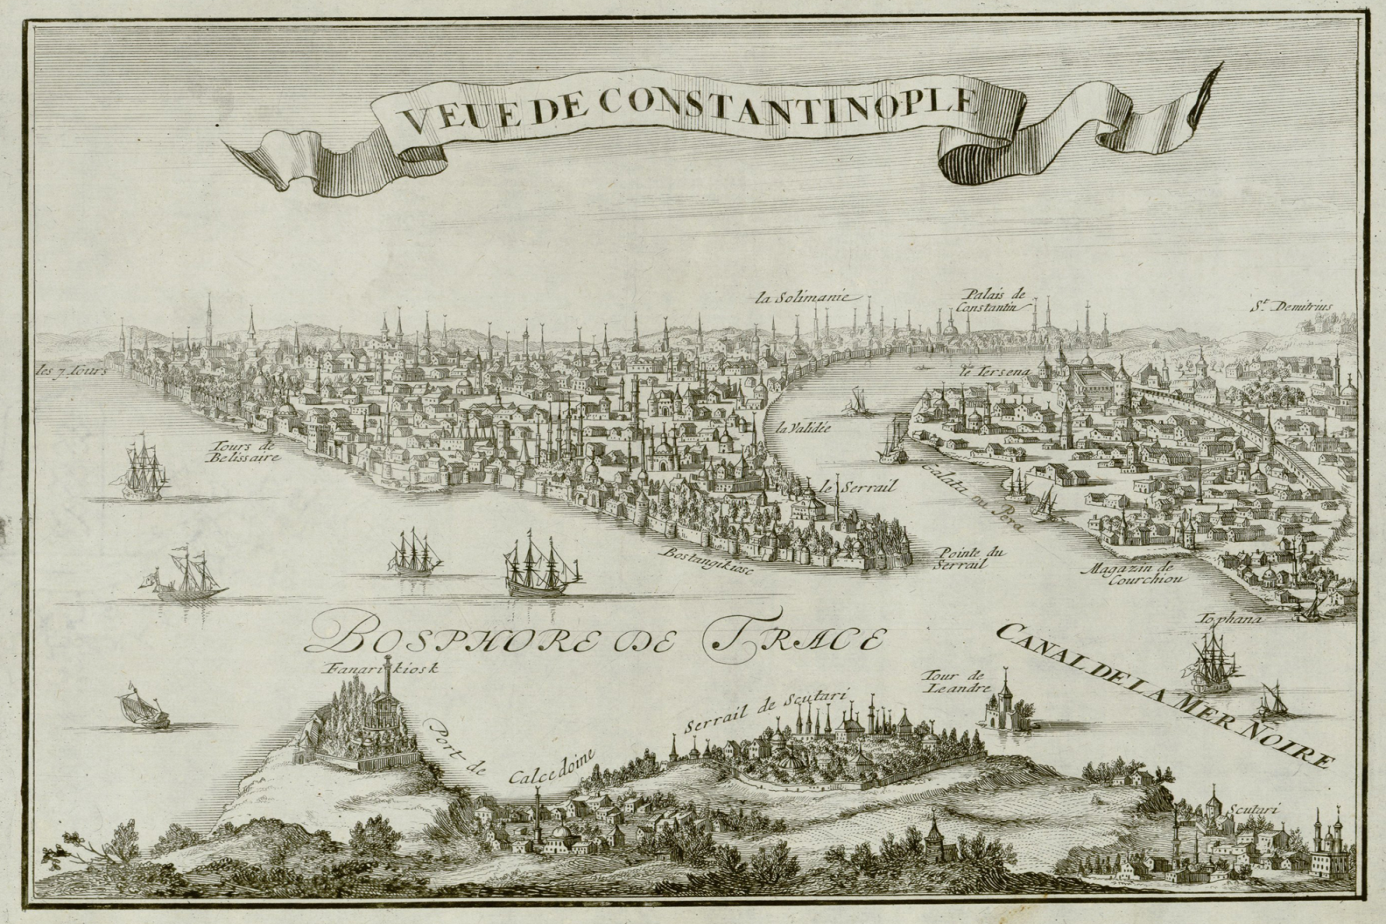 VEUE DE CONSTANTINOPLE
la Solimanie
Palais de
Constantin
St. Demitrius
les 7 Tours
le Tersena
la Validée
Tours de
Belissaire
le Serrail
Galata ou Pera
Bostangikiosc
Pointe du
Serrail
Magazin de
Courchiou
Tophana
BOSPHORE DE TRACE
CANAL DE LA MER NOIRE
Fanari kiosk
Tour de
Leandre
Serrail de Scutari
Port de Calcedoine
Scutari